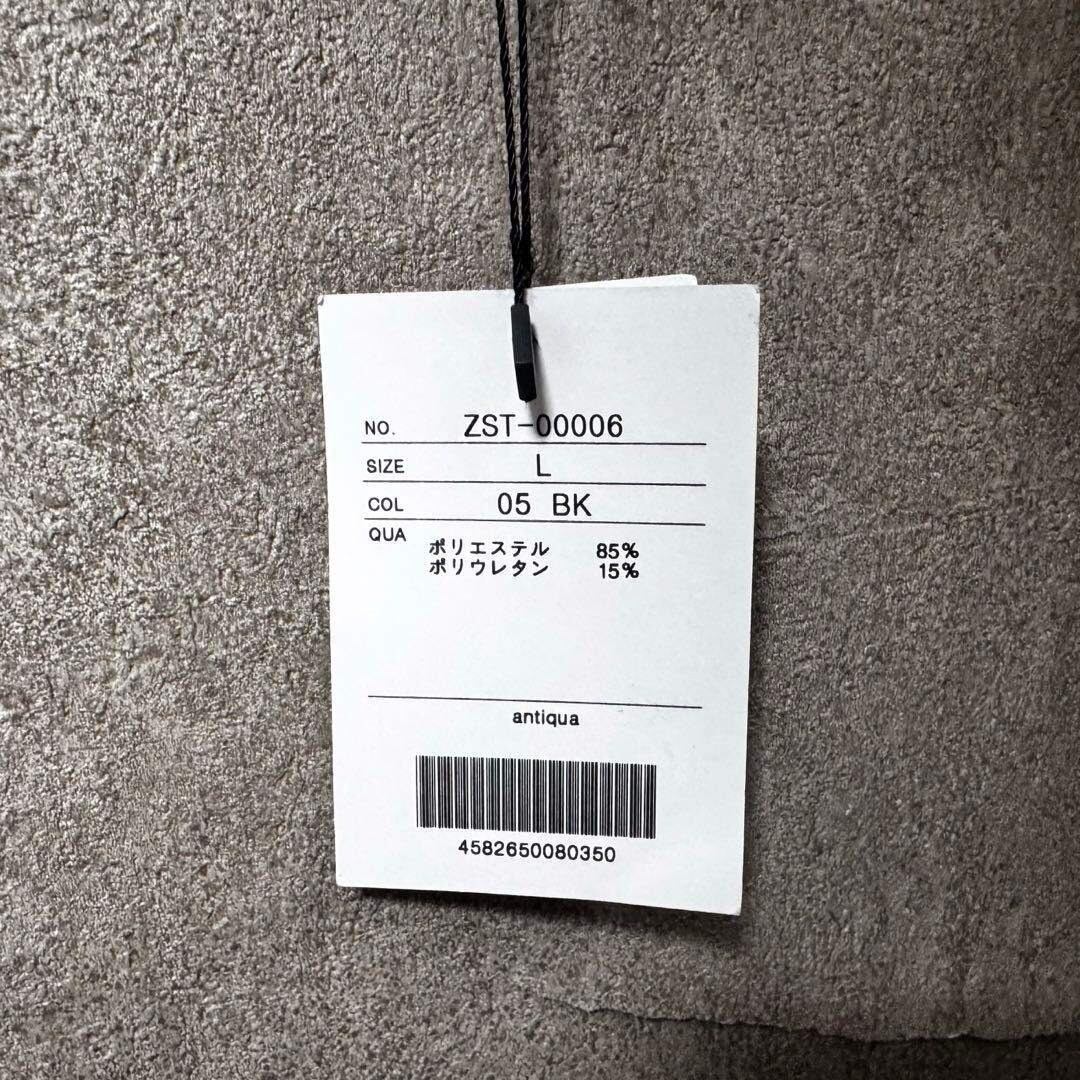 NO. ZST-00006
SIZE L
COL 05 BK
QUA
ポリエステル 85%
ポリウレタン 15%
antiqua
4582650080350